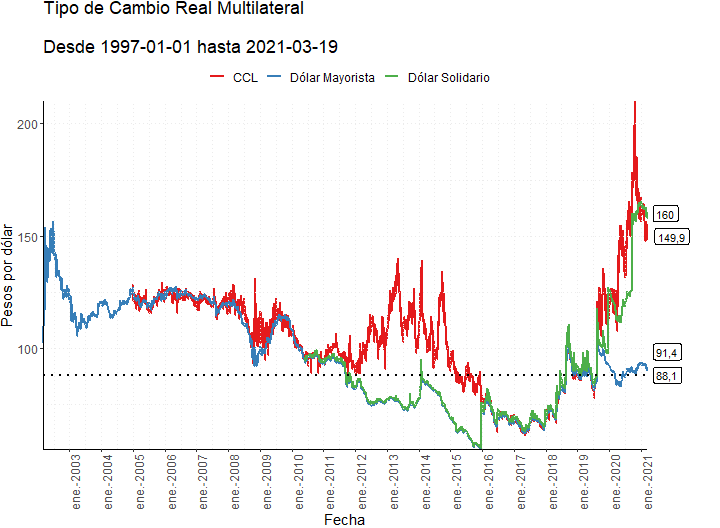 Tipo de Cambio Real Multilateral
Desde 1997-01-01 hasta 2021-03-19
CCL Dólar Mayorista Dólar Solidario
Pesos por dólar
200
150
100
160
149,9
91,4
88,1
ene.-2003
ene.-2004
ene.-2005
ene.-2006
ene.-2007
ene.-2008
ene.-2009
ene.-2010
ene.-2011
ene.-2012
ene.-2013
ene.-2014
ene.-2015
ene.-2016
ene.-2017
ene.-2018
ene.-2019
ene.-2020
ene.-2021
Fecha